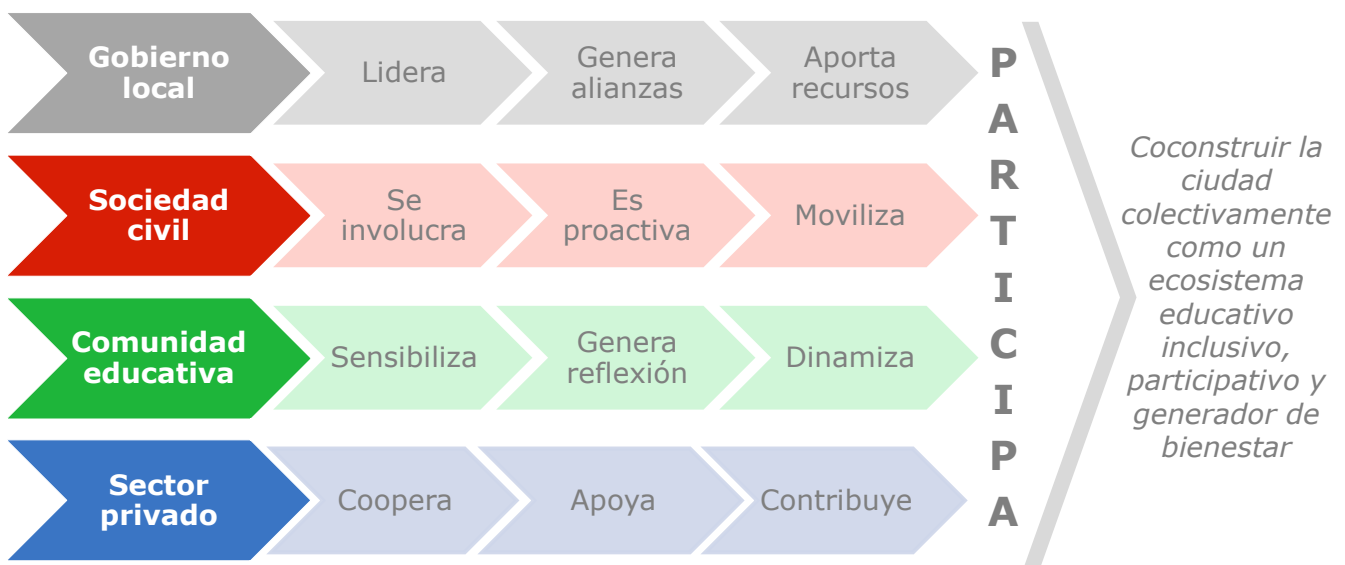 Gobierno
local
Lidera
Genera
alianzas
Aporta
recursos
Sociedad
civil
Se
involucra
Es
proactiva
Moviliza
Comunidad
educativa
Sensibiliza
Genera
reflexión
Dinamiza
Sector
privado
Coopera
Apoya
Contribuye
P
A
R
T
I
C
I
P
A
Coconstruir la
ciudad
colectivamente
como un
ecosistema
educativo
inclusivo,
participativo y
generador de
bienestar